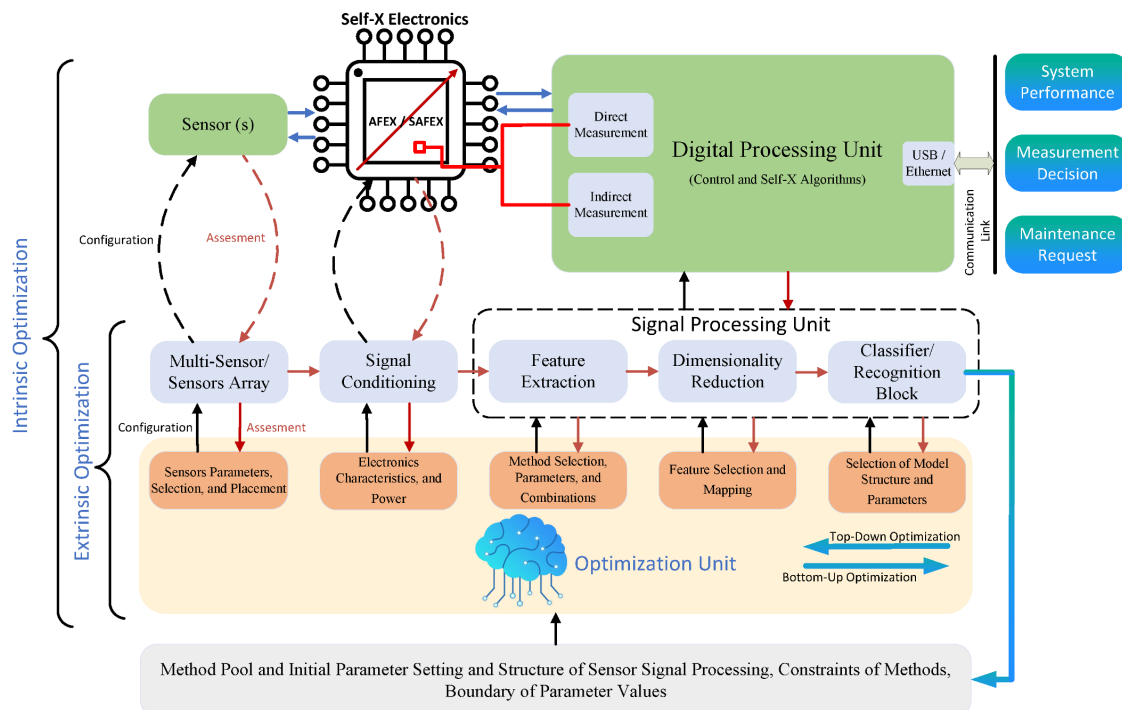 Self-X Electronics
AFEX / SAFEX
Sensor (s)
Direct
Measurement
Indirect
Measurement
Digital Processing Unit
(Control and Self-X Algorithms)
USB /
Ethernet
Communication
Link
System
Performance
Measurement
Decision
Maintenance
Request
Configuration
Assesment
Intrinsic Optimization
Extrinsic Optimization
Signal Processing Unit
Multi-Sensor/
Sensors Array
Signal
Conditioning
Feature
Extraction
Dimensionality
Reduction
Classifier/
Recognition
Block
Configuration
Assesment
Sensors Parameters,
Selection, and Placement
Electronics
Characteristics, and
Power
Method Selection,
Parameters, and
Combinations
Feature Selection and
Mapping
Selection of Model
Structure and
Parameters
Optimization Unit
Top-Down Optimization
Bottom-Up Optimization
Method Pool and Initial Parameter Setting and Structure of Sensor Signal Processing, Constraints of Methods,
Boundary of Parameter Values